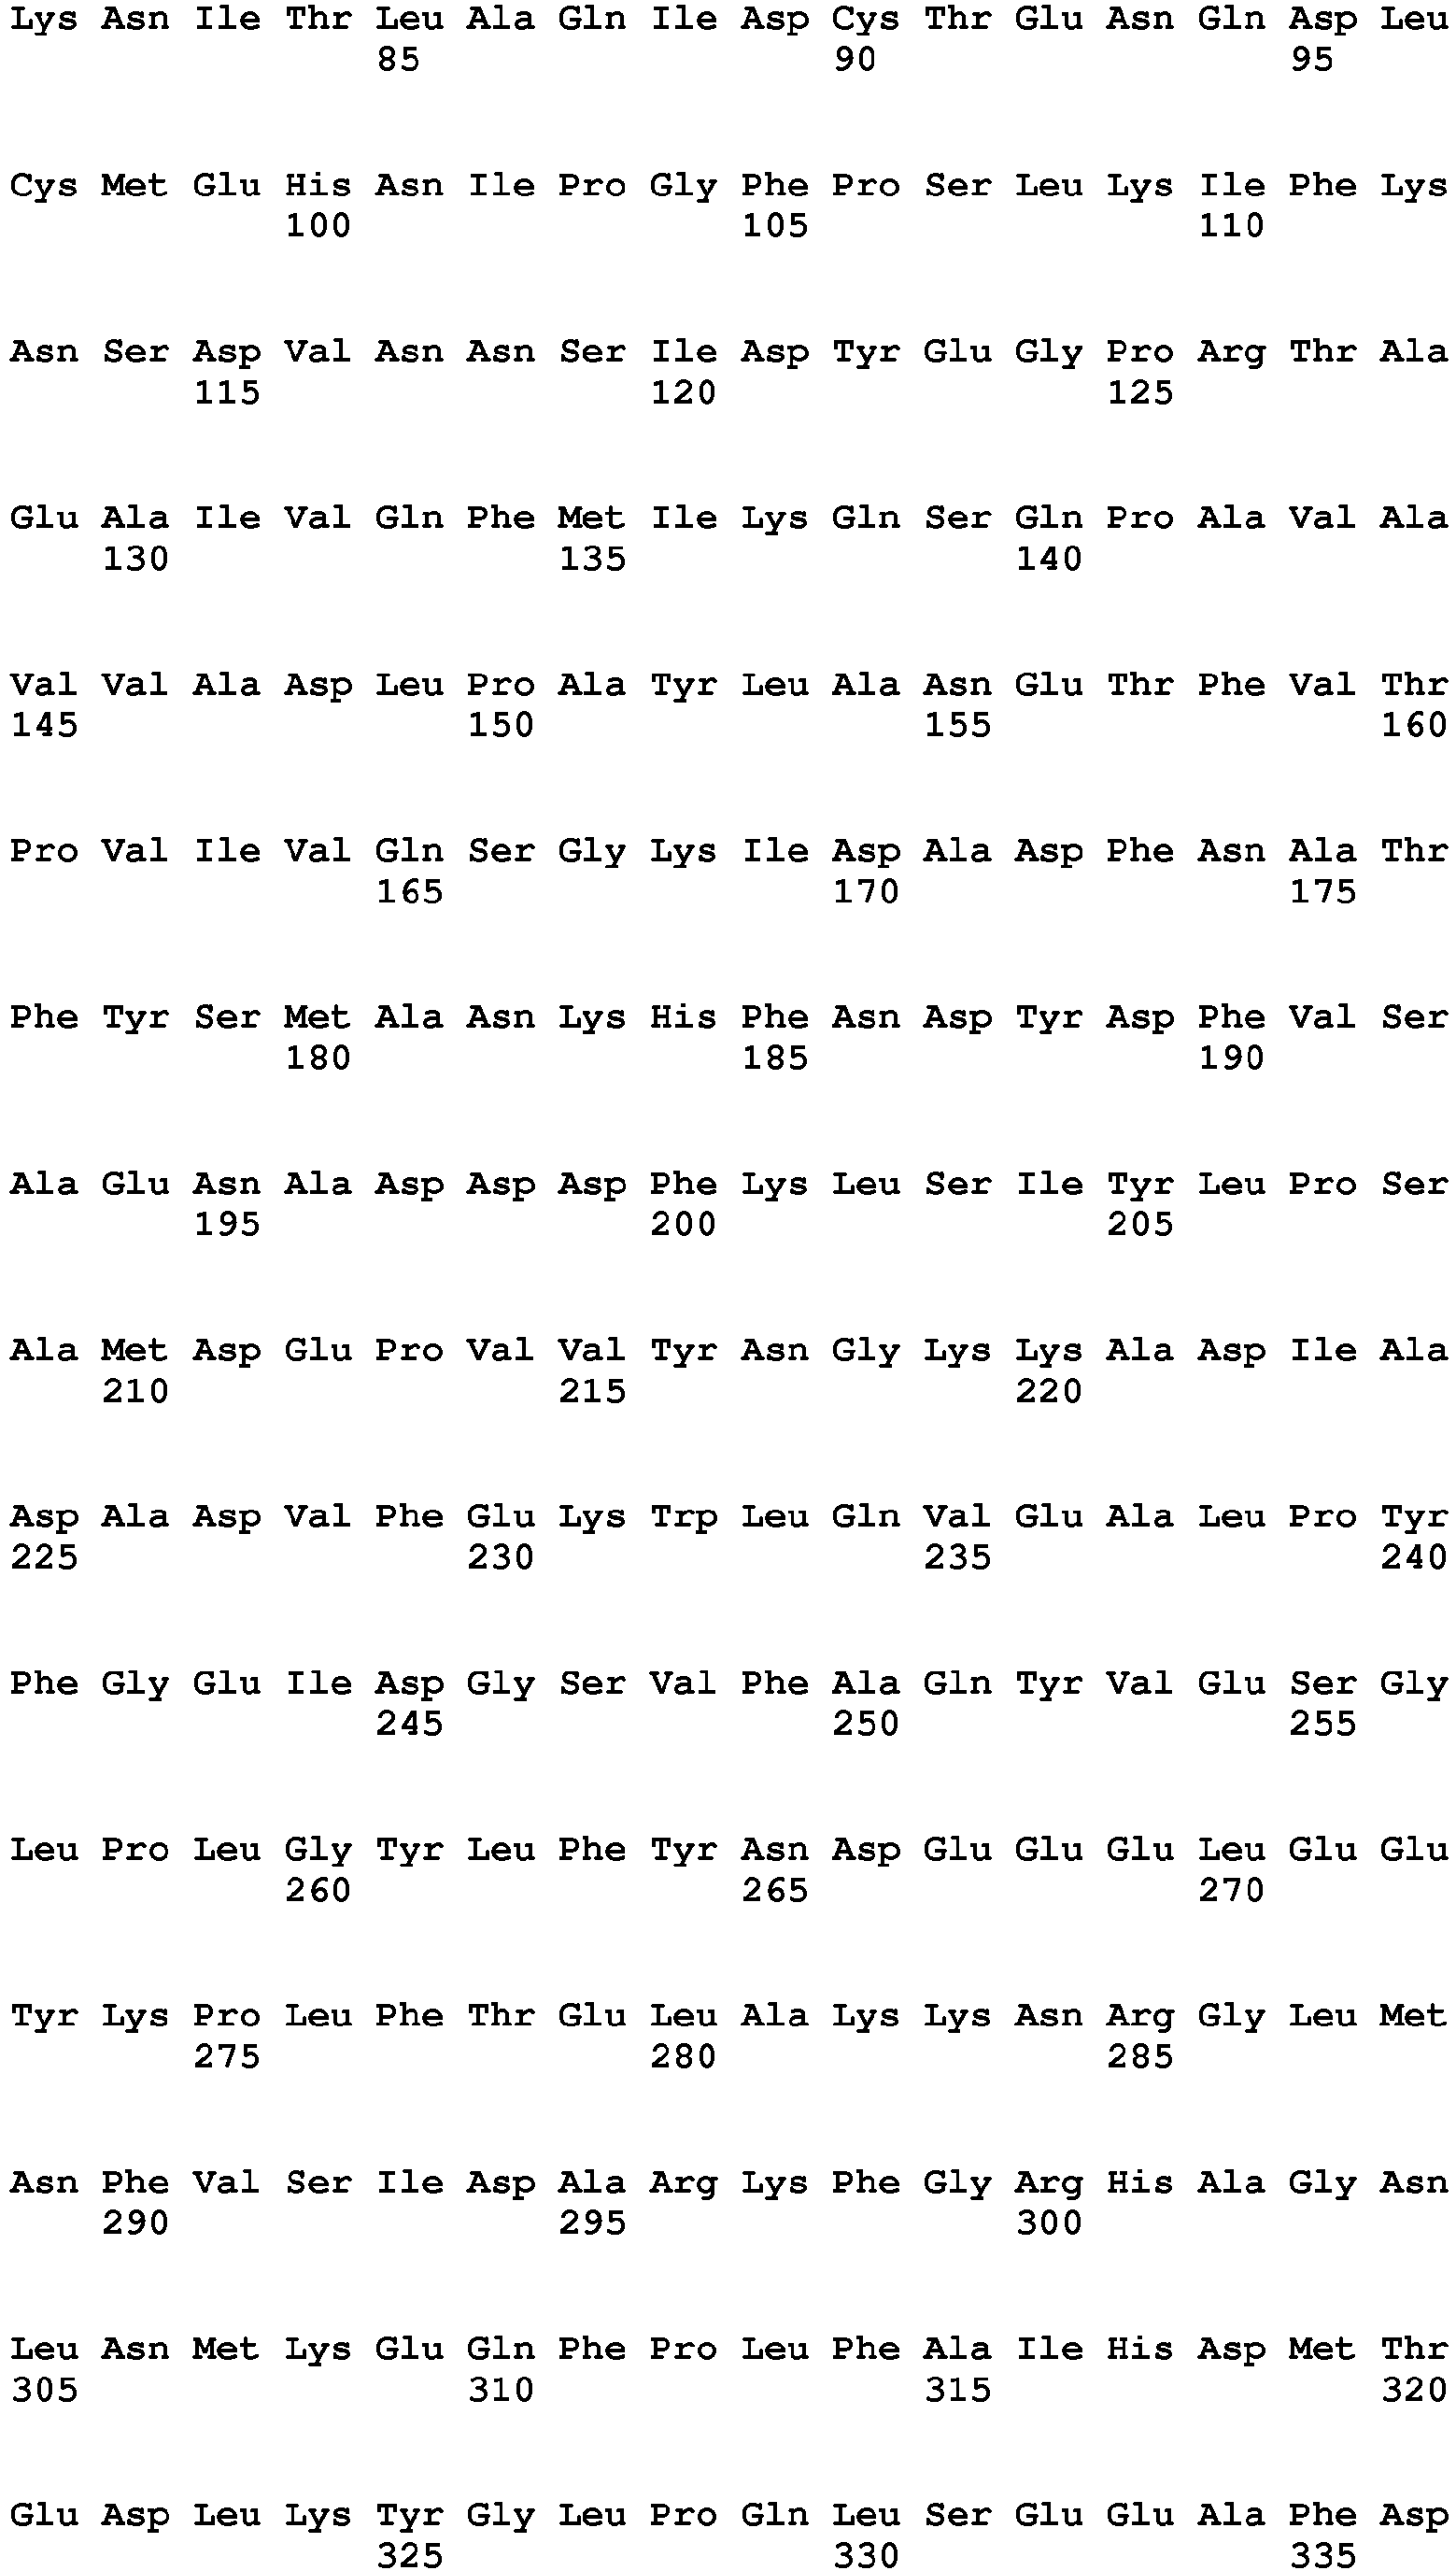 Lys Asn Ile Thr Leu Ala Gln Ile Asp Cys Thr Glu Asn Gln Asp Leu
85 90 95
Cys Met Glu His Asn Ile Pro Gly Phe Pro Ser Leu Lys Ile Phe Lys
100 105 110
Asn Ser Asp Val Asn Asn Ser Ile Asp Tyr Glu Gly Pro Arg Thr Ala
115 120 125
Glu Ala Ile Val Gln Phe Met Ile Lys Gln Ser Gln Pro Ala Val Ala
130 135 140
Val Val Ala Asp Leu Pro Ala Tyr Leu Ala Asn Glu Thr Phe Val Thr
145 150 155 160
Pro Val Ile Val Gln Ser Gly Lys Ile Asp Ala Asp Phe Asn Ala Thr
165 170 175
Phe Tyr Ser Met Ala Asn Lys His Phe Asn Asp Tyr Asp Phe Val Ser
180 185 190
Ala Glu Asn Ala Asp Asp Asp Phe Lys Leu Ser Ile Tyr Leu Pro Ser
195 200 205
Ala Met Asp Glu Pro Val Val Tyr Asn Gly Lys Lys Ala Asp Ile Ala
210 215 220
Asp Ala Asp Val Phe Glu Lys Trp Leu Gln Val Glu Ala Leu Pro Tyr
225 230 235 240
Phe Gly Glu Ile Asp Gly Ser Val Phe Ala Gln Tyr Val Glu Ser Gly
245 250 255
Leu Pro Leu Gly Tyr Leu Phe Tyr Asn Asp Glu Glu Glu Leu Glu Glu
260 265 270
Tyr Lys Pro Leu Phe Thr Glu Leu Ala Lys Lys Asn Arg Gly Leu Met
275 280 285
Asn Phe Val Ser Ile Asp Ala Arg Lys Phe Gly Arg His Ala Gly Asn
290 295 300
Leu Asn Met Lys Glu Gln Phe Pro Leu Phe Ala Ile His Asp Met Thr
305 310 315 320
Glu Asp Leu Lys Tyr Gly Leu Pro Gln Leu Ser Glu Glu Ala Phe Asp
325 330 335